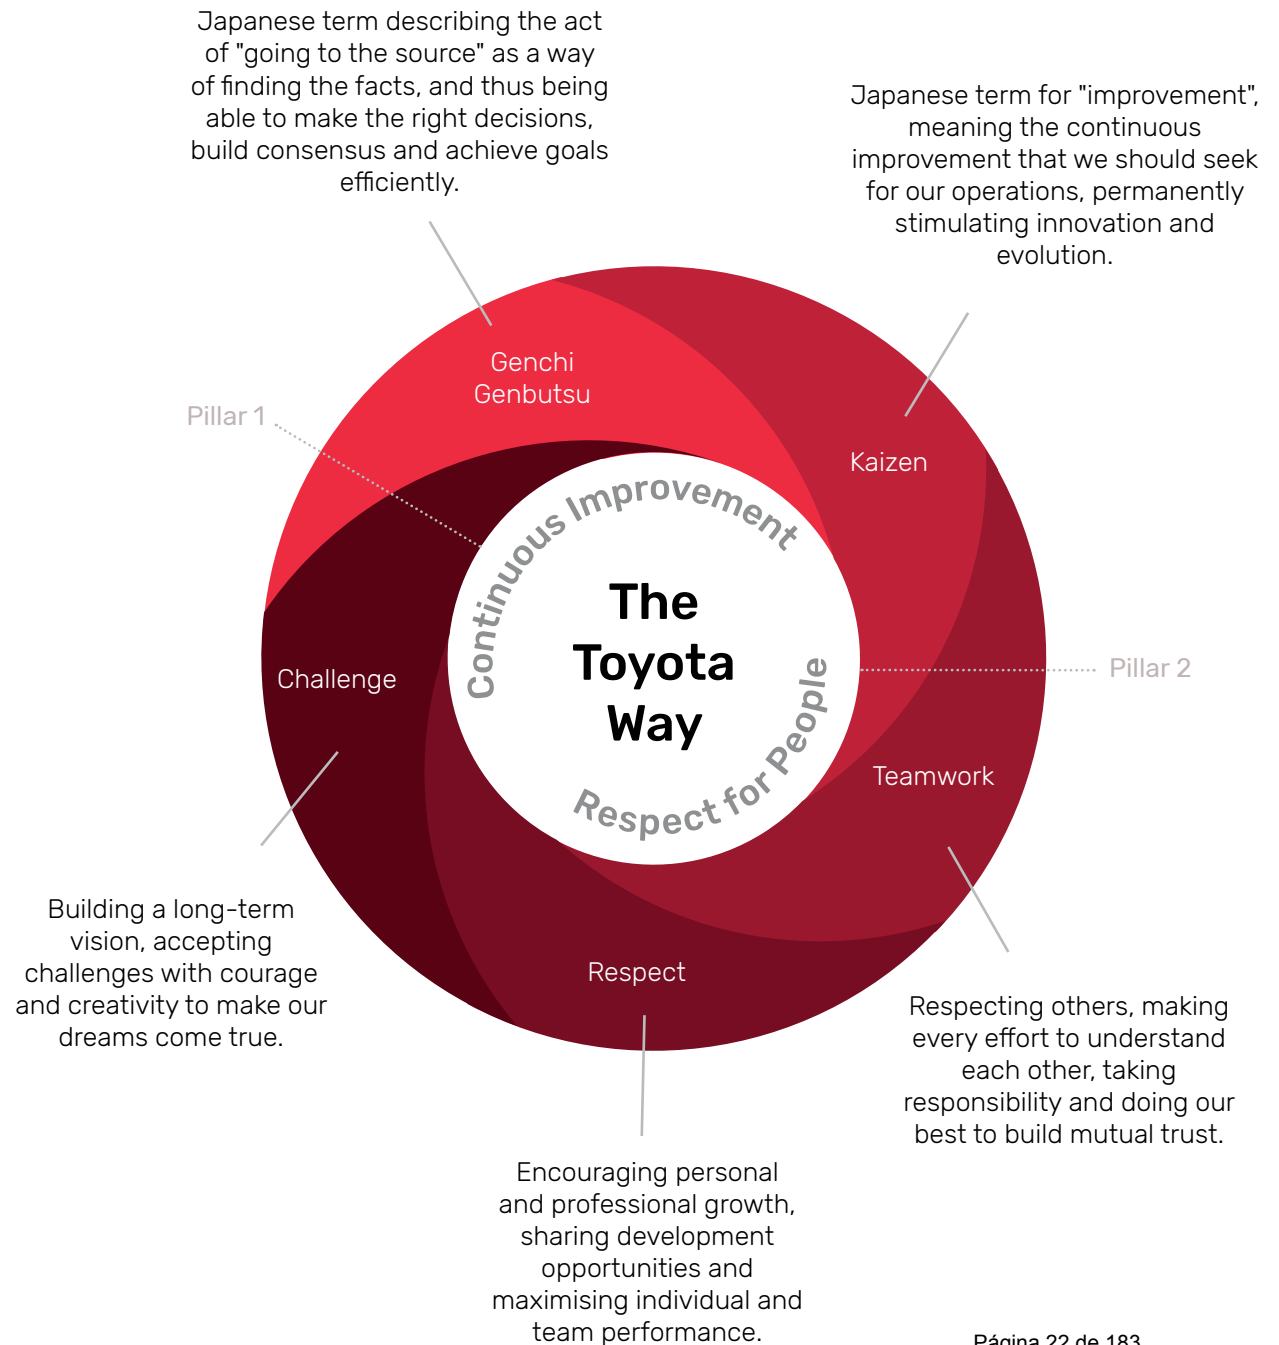 Japanese term describing the act
of "going to the source" as a way
of finding the facts, and thus being
able to make the right decisions,
build consensus and achieve goals
efficiently.
Japanese term for "improvement",
meaning the continuous
improvement that we should seek
for our operations, permanently
stimulating innovation and
evolution.
Genchi
Genbutsu
Pillar 1
Kaizen
Continuous Improvement
The
Toyota
Way
Respect for People
Pillar 2
Challenge
Teamwork
Building a long-term
vision, accepting
challenges with courage
and creativity to make our
dreams come true.
Respect
Respecting others, making
every effort to understand
each other, taking
responsibility and doing our
best to build mutual trust.
Encouraging personal
and professional growth,
sharing development
opportunities and
maximising individual and
team performance.
Página 22 de 183